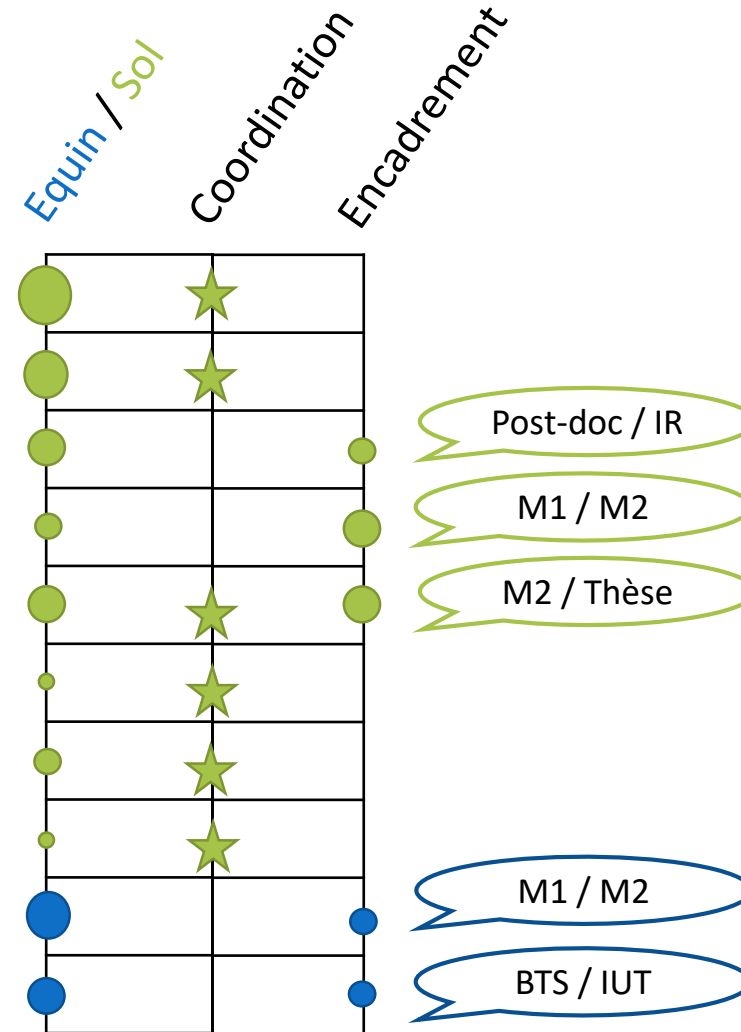 Equin / Sol
Coordination
Encadrement
Post-doc / IR
M1 / M2
M2 / Thèse
M1 / M2
BTS / IUT